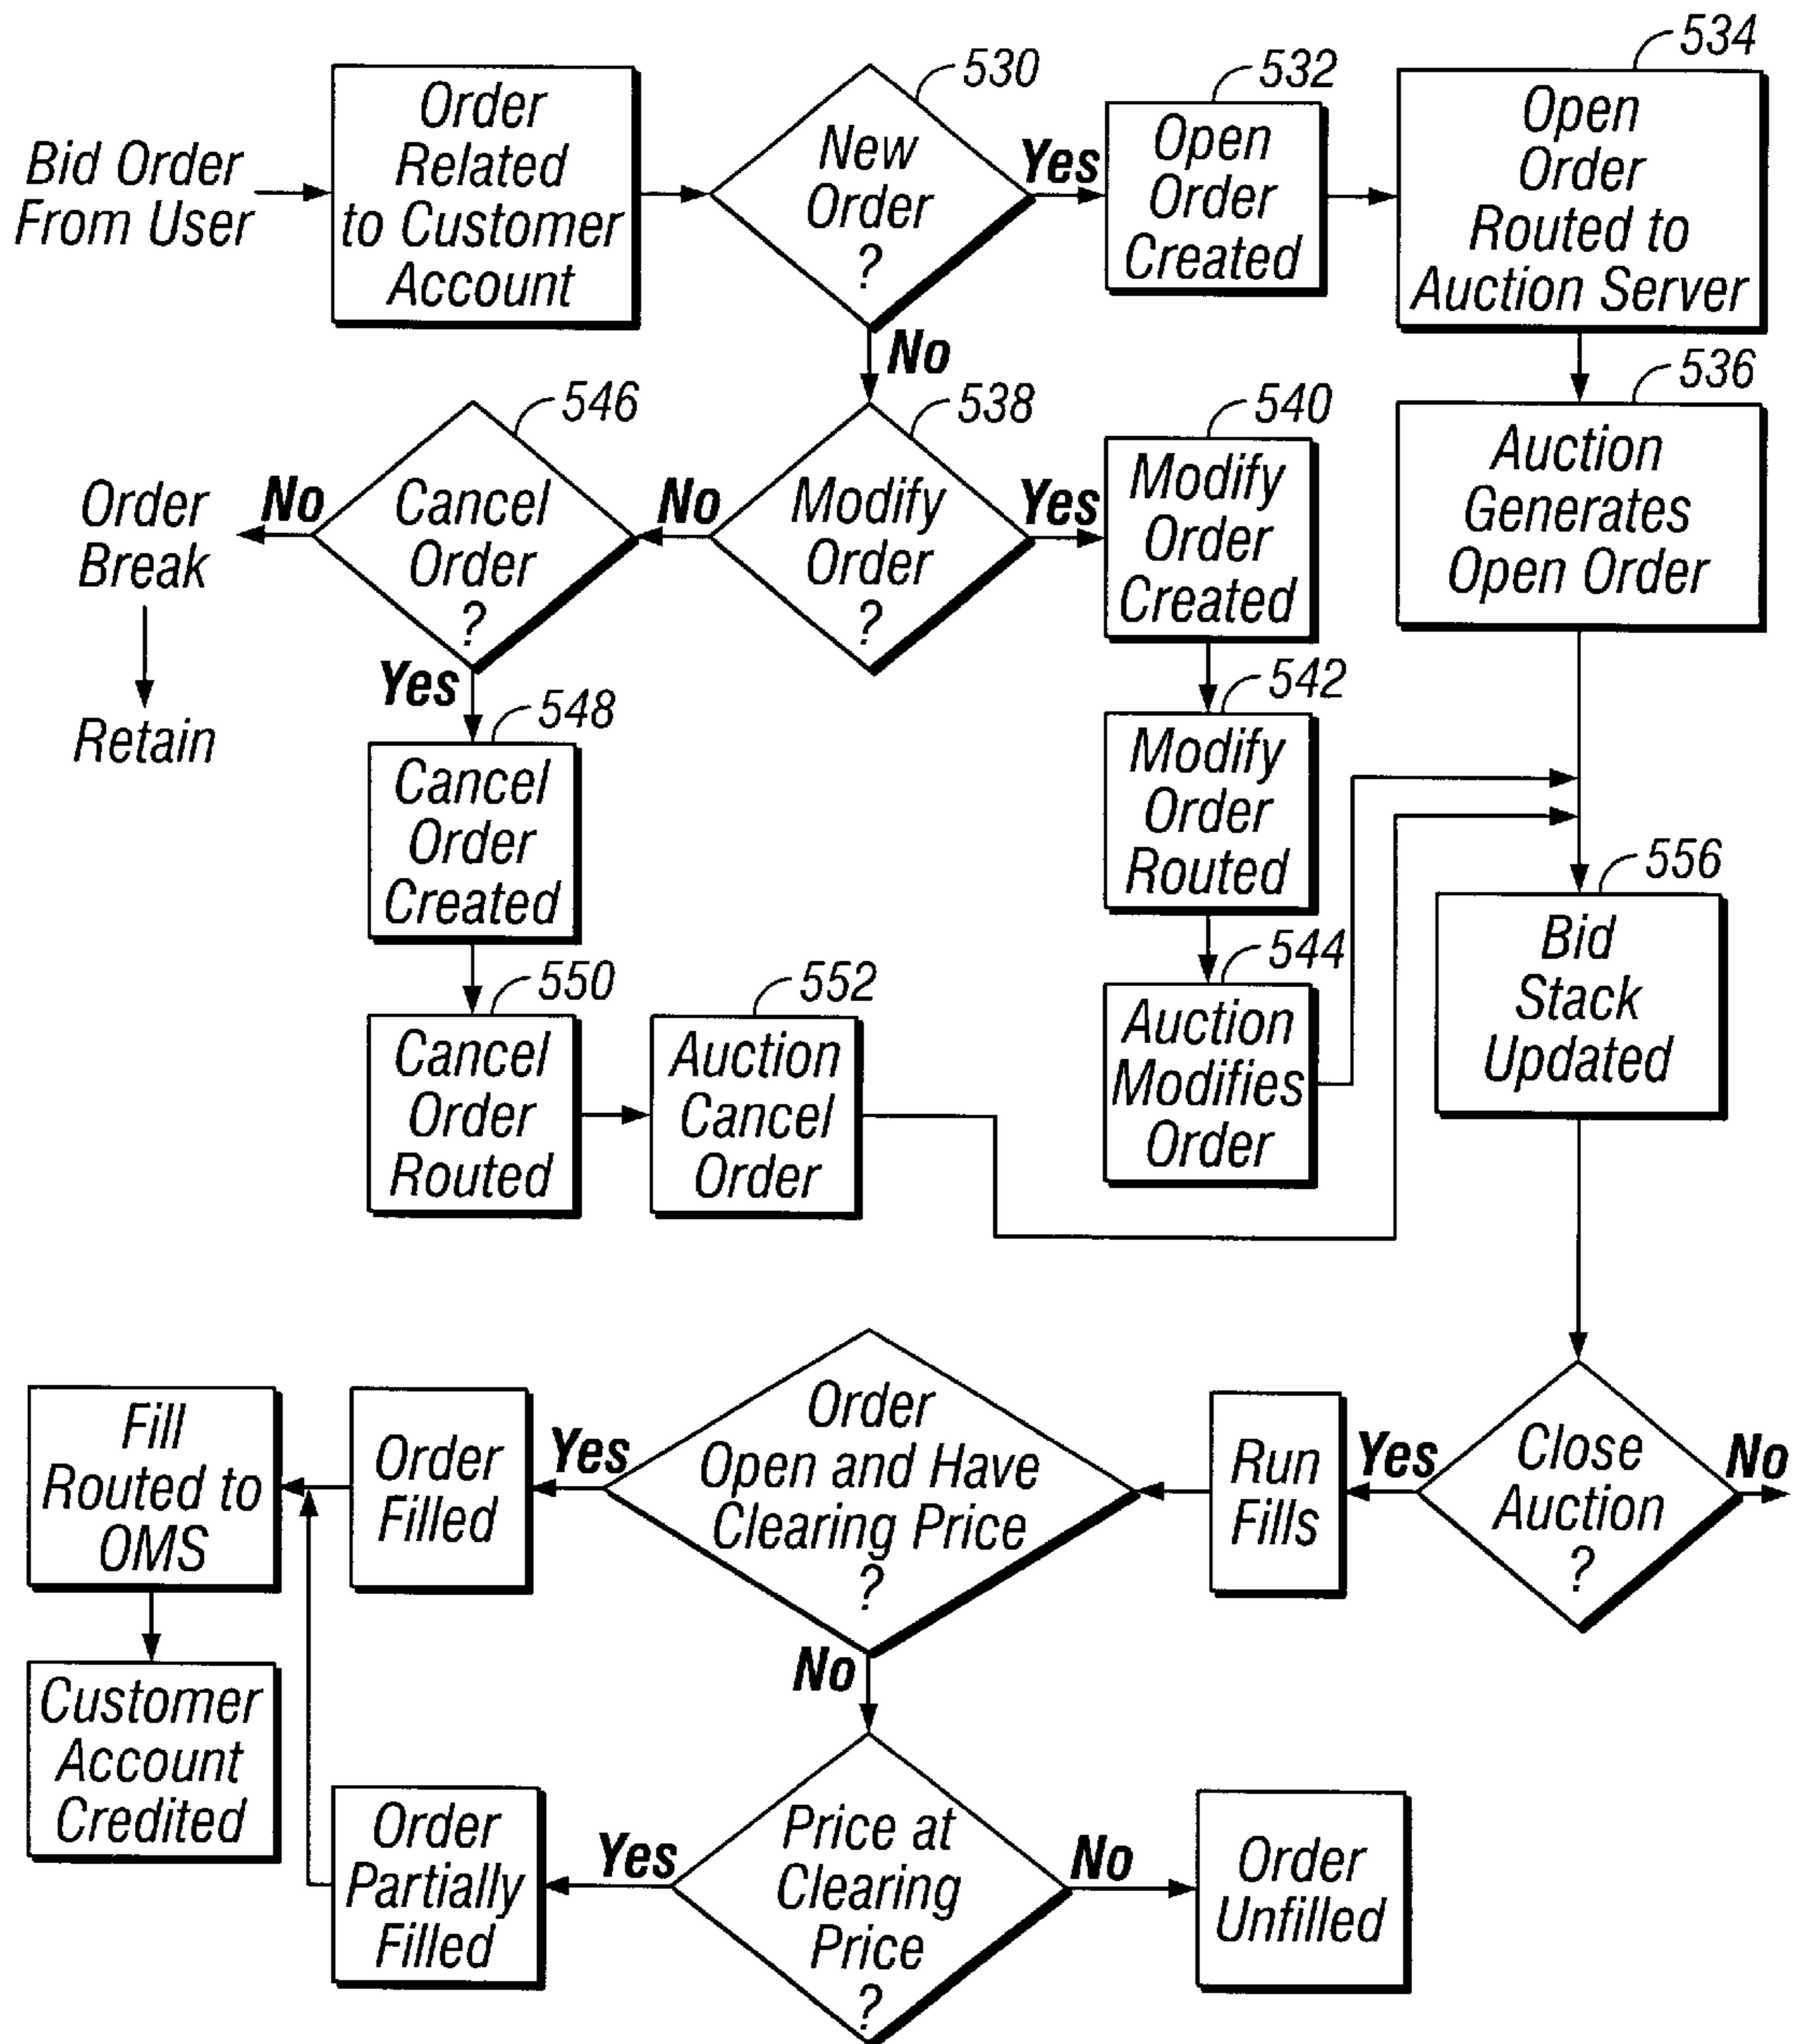 Bid Order
From User
Order
Related
to Customer
Account
530
New
Order
?
Yes
No
532
Open
Order
Created
534
Open
Order
Routed to
Auction Server
536
Auction
Generates
Open Order
538
Modify
Order
?
Yes
No
540
Modify
Order
Created
542
Modify
Order
Routed
544
Auction
Modifies
Order
546
Cancel
Order
?
No
Yes
Order
Break
Retain
548
Cancel
Order
Created
550
Cancel
Order
Routed
552
Auction
Cancel
Order
556
Bid
Stack
Updated
Close
Auction
?
Yes
No
Run
Fills
Order
Open and Have
Clearing Price
?
Yes
No
Order
Filled
Fill
Routed to
OMS
Customer
Account
Credited
Price at
Clearing
Price
?
Yes
No
Order
Partially
Filled
Order
Unfilled